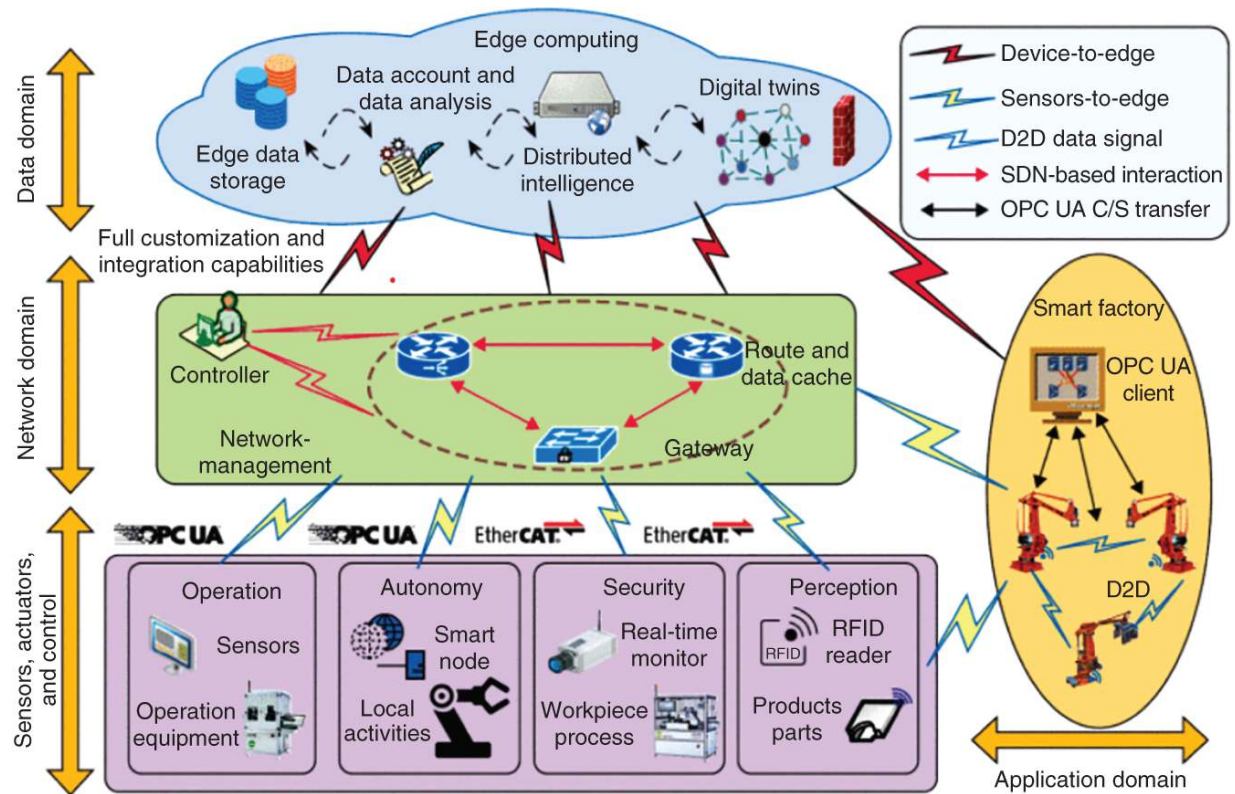 Data domain
Network domain
Sensors, actuators,
and control
Edge computing
Data account and
data analysis
Digital twins
Edge data
storage
Distributed
intelligence
Device-to-edge
Sensors-to-edge
D2D data signal
SDN-based interaction
OPC UA C/S transfer
Full customization and
integration capabilities
Controller
Route and
data cache
Network-
management
Gateway
Smart factory
OPC UA
client
D2D
OPC UA
OPC UA
EtherCAT
EtherCAT
Operation
Sensors
Operation
equipment
Autonomy
Smart
node
Local
activities
Security
Real-time
monitor
Workpiece
process
Perception
RFID
RFID
reader
Products
parts
Application domain